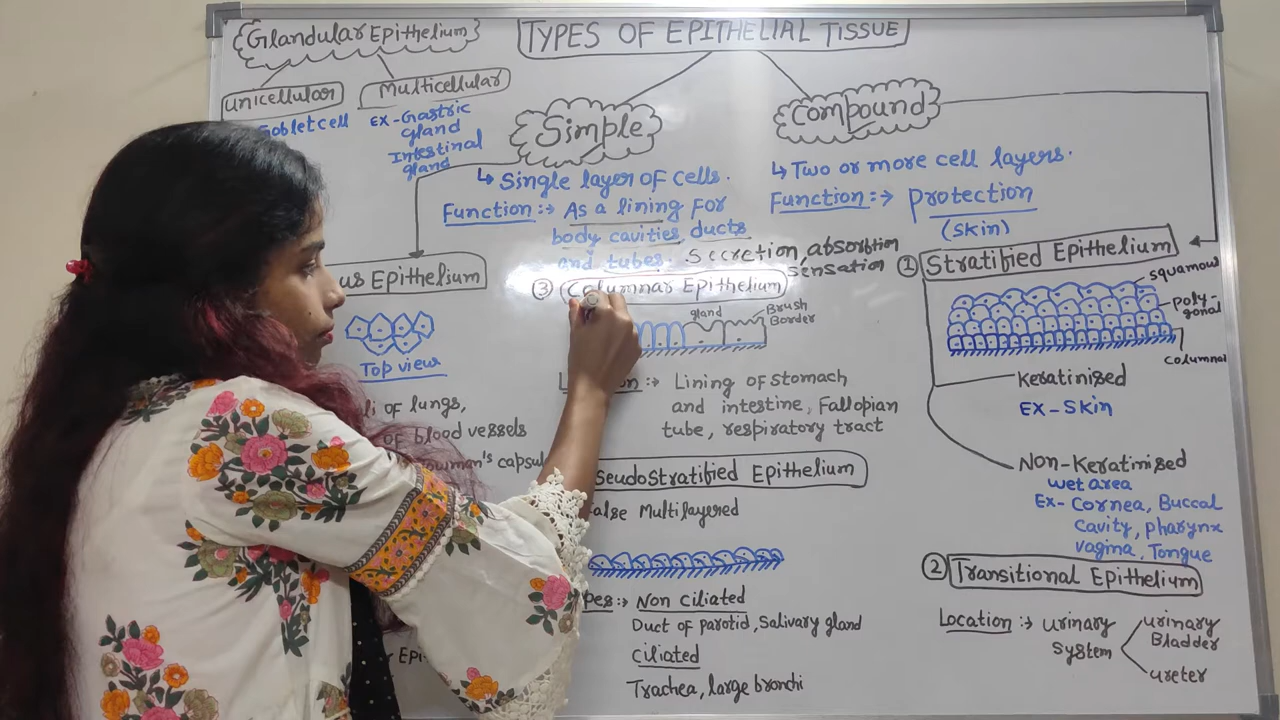 TYPES OF EPITHELIAL TISSUE
Glandular Epithelium
Unicellular
Gobletcell
Multicellular
EX-Gastric
gland
Intestinal
gland
Simple
↳ Single layer of cells.
Function :→ As a lining for
body cavities, ducts
and tubes. Secretion, absorption
sensation
Compound
↳ Two or more cell layers.
Function :→ protection
(skin)
us Epithelium
Top view
li of lungs,
of blood vessels
owman's capsul
③ Columnar Epithelium
gland
Brush
Border
:→ Lining of stomach
and intestine, Fallopian
tube, respiratory tract
seudoStratified Epithelium
alse Multilayered
pes :→ Non ciliated
Duct of parotid, Salivary gland
ciliated
Trachea, large bronchi
Epi
① Stratified Epithelium
squamous
poly-
gonal
columnar
Keratinised
EX-Skin
Non-Keratinised
wet area
Ex- Cornea, Buccal
Cavity, pharynx
vagina, Tongue
② Transitional Epithelium
Location :→ urinary
system
urinary
Bladder
ureter